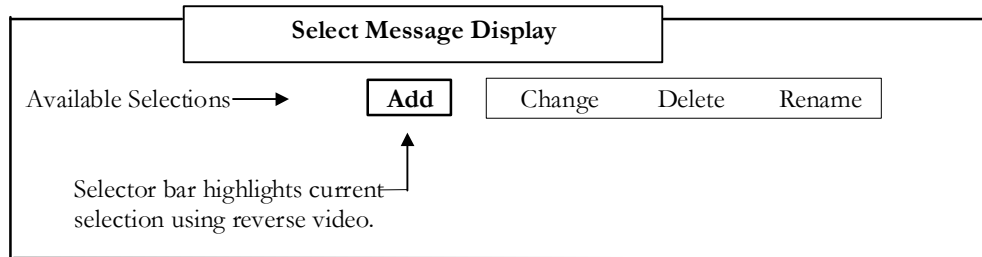 Select Message Display
Available Selections Add Change Delete Rename
Selector bar highlights current
selection using reverse video.